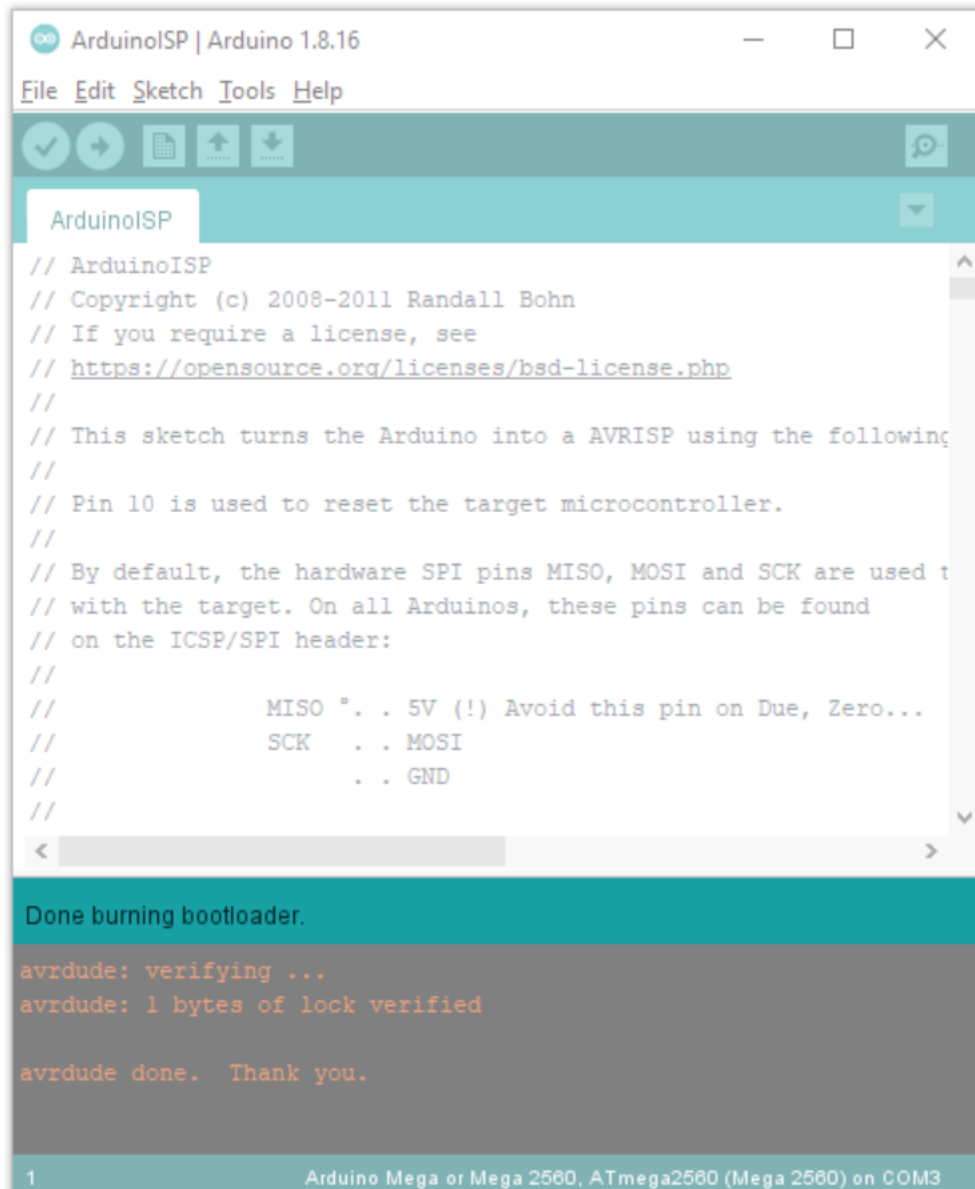 ArduinoISP | Arduino 1.8.16
File Edit Sketch Tools Help
ArduinoISP
// ArduinoISP
// Copyright (c) 2008-2011 Randall Bohn
// If you require a license, see
// https://opensource.org/licenses/bsd-license.php
//
// This sketch turns the Arduino into a AVRISP using the following
//
// Pin 10 is used to reset the target microcontroller.
//
// By default, the hardware SPI pins MISO, MOSI and SCK are used t
// with the target. On all Arduinos, these pins can be found
// on the ICSP/SPI header:
//
// MISO °. . 5V (!) Avoid this pin on Due, Zero...
// SCK . . MOSI
// . . GND
//
Done burning bootloader.
avrdude: verifying ...
avrdude: 1 bytes of lock verified
avrdude done. Thank you.
1 Arduino Mega or Mega 2560, ATmega2560 (Mega 2560) on COM3